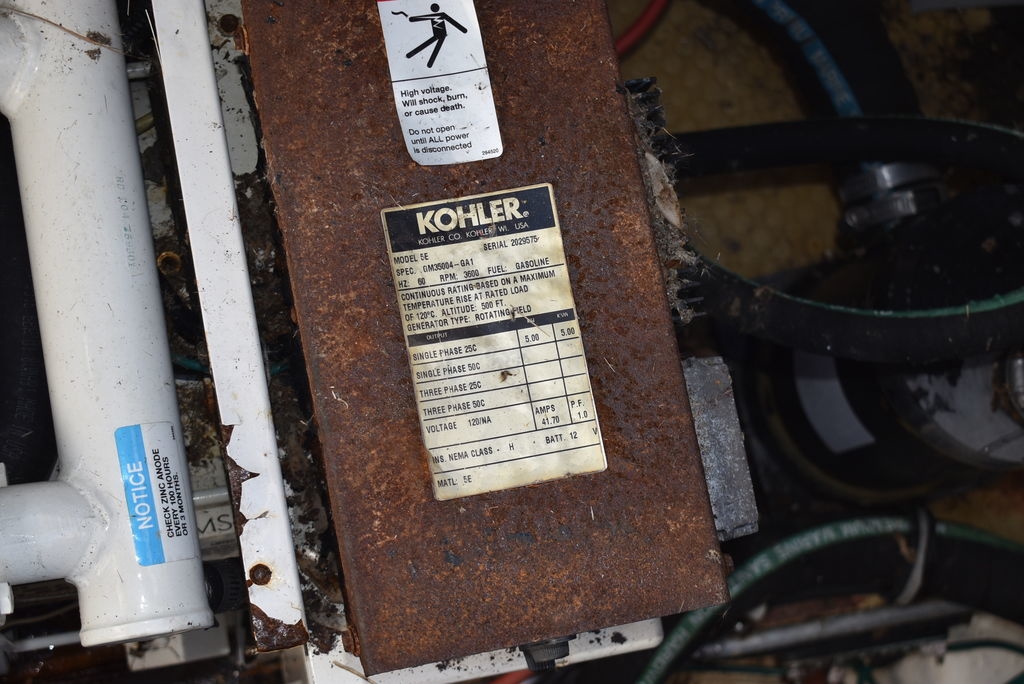 High voltage.
Will shock, burn,
or cause death.
Do not open
until ALL power
is disconnected
294520
KOHLER®
KOHLER CO. KOHLER WI. USA
MODEL 5E SERIAL 2029575
SPEC. GM35004-GA1
HZ: 60 RPM: 3600 FUEL: GASOLINE
CONTINUOUS RATING BASED ON A MAXIMUM
TEMPERATURE RISE AT RATED LOAD
OF 120°C. ALTITUDE: 500 FT.
GENERATOR TYPE: ROTATING FIELD
OUTPUT KVA
SINGLE PHASE 25C 5.00 5.00
SINGLE PHASE 50C
THREE PHASE 25C
THREE PHASE 50C
VOLTAGE 120/NA AMPS 41.70 P.F. 1.0
INS. NEMA CLASS - H - BATT. 12 V
MATL: 5E
NOTICE
CHECK ZINC ANODE
EVERY 100 HOURS
OR 3 MONTHS.